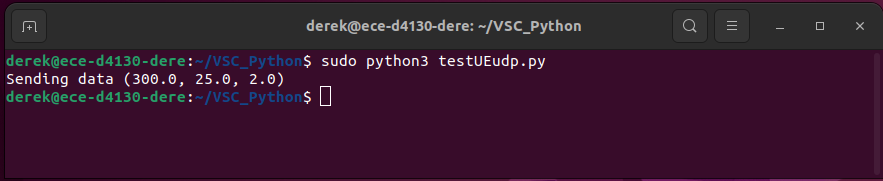 derek@ece-d4130-dere: ~/VSC_Python
derek@ece-d4130-dere:~/VSC_Python$ sudo python3 testUEudp.py
Sending data (300.0, 25.0, 2.0)
derek@ece-d4130-dere:~/VSC_Python$